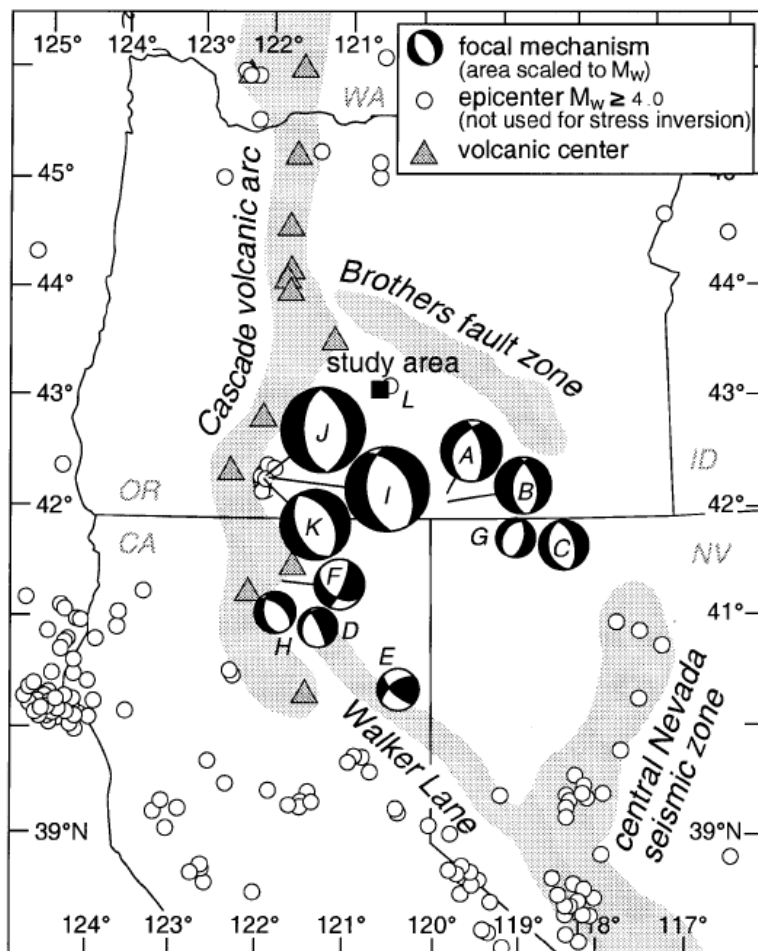 125° 124° 123° 122° 121°
focal mechanism
(area scaled to Mw)
epicenter Mw ≥ 4.0
(not used for stress inversion)
volcanic center
WA
45°
Cascade volcanic arc
44° 44°
Brothers fault zone
study area
43° 43°
L
J
A
I
B
ID
OR
42° 42°
K
CA
G
C
NV
F
41°
H
D
E
Walker Lane
central Nevada
seismic zone
39°N 39°N
124° 123° 122° 121° 120° 119° 118° 117°